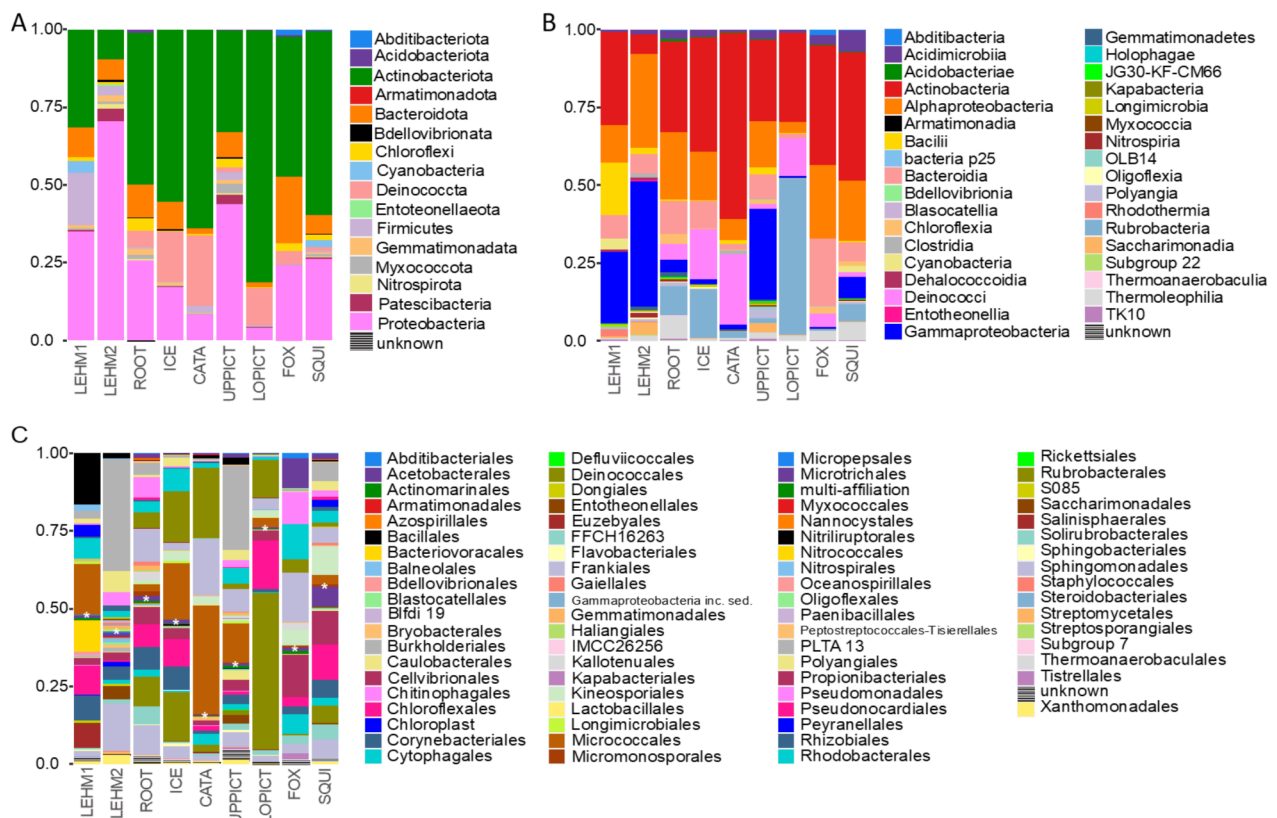 A
1.00
0.75
0.50
0.25
0.0
LEHM1
LEHM2
ROOT
ICE
CATA
UPPICT
LOPICT
FOX
SQUI
Abditibacteriota
Acidobacteriota
Actinobacteriota
Armatimonadota
Bacteroidota
Bdellovibrionata
Chloroflexi
Cyanobacteria
Deinococcta
Entoteonellaeota
Firmicutes
Gemmatimonadata
Myxococcota
Nitrospirota
Patescibacteria
Proteobacteria
unknown
B
1.00
0.75
0.50
0.25
0.0
LEHM1
LEHM2
ROOT
ICE
CATA
UPPICT
LOPICT
FOX
SQUI
Abditibacteria
Acidimicrobiia
Acidobacteriae
Actinobacteria
Alphaproteobacteria
Armatimonadia
Bacilii
bacteria p25
Bacteroidia
Bdellovibrionia
Blasocatellia
Chloroflexia
Clostridia
Cyanobacteria
Dehalococcoidia
Deinococci
Entotheonellia
Gammaproteobacteria
Gemmatimonadetes
Holophagae
JG30-KF-CM66
Kapabacteria
Longimicrobia
Myxococcia
Nitrospiria
OLB14
Oligoflexia
Polyangia
Rhodothermia
Rubrobacteria
Saccharimonadia
Subgroup 22
Thermoanaerobaculia
Thermoleophilia
TK10
unknown
C
1.00
0.75
0.50
0.25
0.0
LEHM1
LEHM2
ROOT
ICE
CATA
UPPICT
LOPICT
FOX
SQUI
Abditibacteriales
Acetobacterales
Actinomarinales
Armatimonadales
Azospirillales
Bacillales
Bacteriovoracales
Balneolales
Bdellovibrionales
Blastocatellales
Blfdi 19
Bryobacterales
Burkholderiales
Caulobacterales
Cellvibrionales
Chitinophagales
Chloroflexales
Chloroplast
Corynebacteriales
Cytophagales
Defluviicoccales
Deinococcales
Dongiales
Entotheonellales
Euzebyales
FFCH16263
Flavobacteriales
Frankiales
Gaiellales
Gammaproteobacteria inc. sed.
Gemmatimonadales
Haliangiales
IMCC26256
Kallotenuales
Kapabacteriales
Kineosporiales
Lactobacillales
Longimicrobiales
Micrococcales
Micromonosporales
Micropepsales
Microtrichales
multi-affiliation
Myxococcales
Nannocystales
Nitriliruptorales
Nitrococcales
Nitrospirales
Oceanospirillales
Oligoflexales
Paenibacillales
Peptostreptococcales-Tisierellales
PLTA 13
Polyangiales
Propionibacteriales
Pseudomonadales
Pseudonocardiales
Peyranellales
Rhizobiales
Rhodobacterales
Rickettsiales
Rubrobacterales
S085
Saccharimonadales
Salinisphaerales
Solirubrobacterales
Sphingobacteriales
Sphingomonadales
Staphylococcales
Steroidobacterales
Streptomycetales
Streptosporangiales
Subgroup 7
Thermoanaerobaculales
Tistrellales
unknown
Xanthomonadales